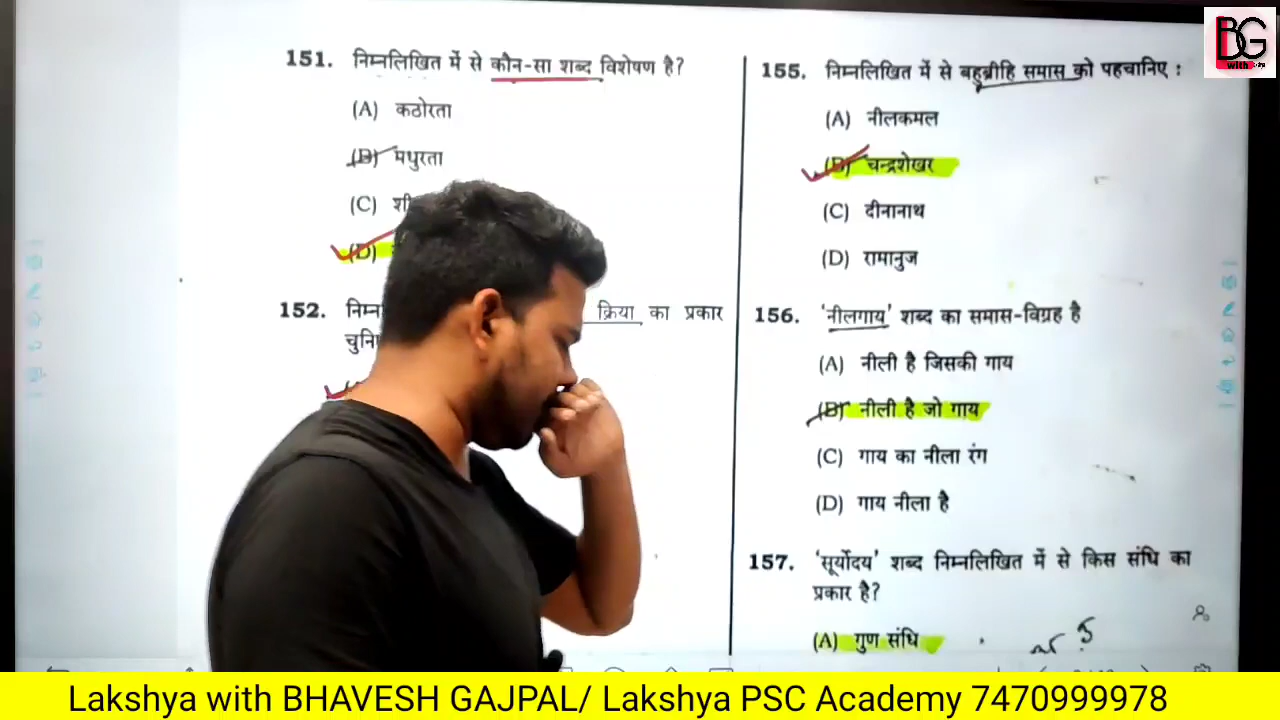 BG
with
151. निम्नलिखित में से कौन-सा शब्द विशेषण है?
(A) कठोरता
(B) मधुरता
(C)
(D)
152.
क्रिया का प्रकार
155. निम्नलिखित में से बहुब्रीहि समास को पहचानिए :
(A) नीलकमल
(B) चन्द्रशेखर
(C) दीनानाथ
(D) रामानुज
156. 'नीलगाय' शब्द का समास-विग्रह है
(A) नीली है जिसकी गाय
(B) नीली है जो गाय
(C) गाय का नीला रंग
(D) गाय नीला है
157. 'सूर्योदय' शब्द निम्नलिखित में से किस संधि का
प्रकार है?
(A) गुण संधि
Lakshya with BHAVESH GAJPAL/ Lakshya PSC Academy 7470999978